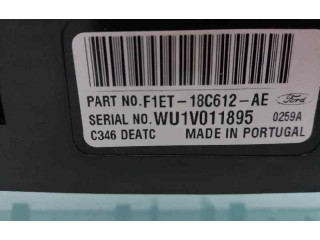 PART NO.F1ET-18C612-AE Ford
SERIAL NO.WU1V011895 0259A
C346 DEATC MADE IN PORTUGAL